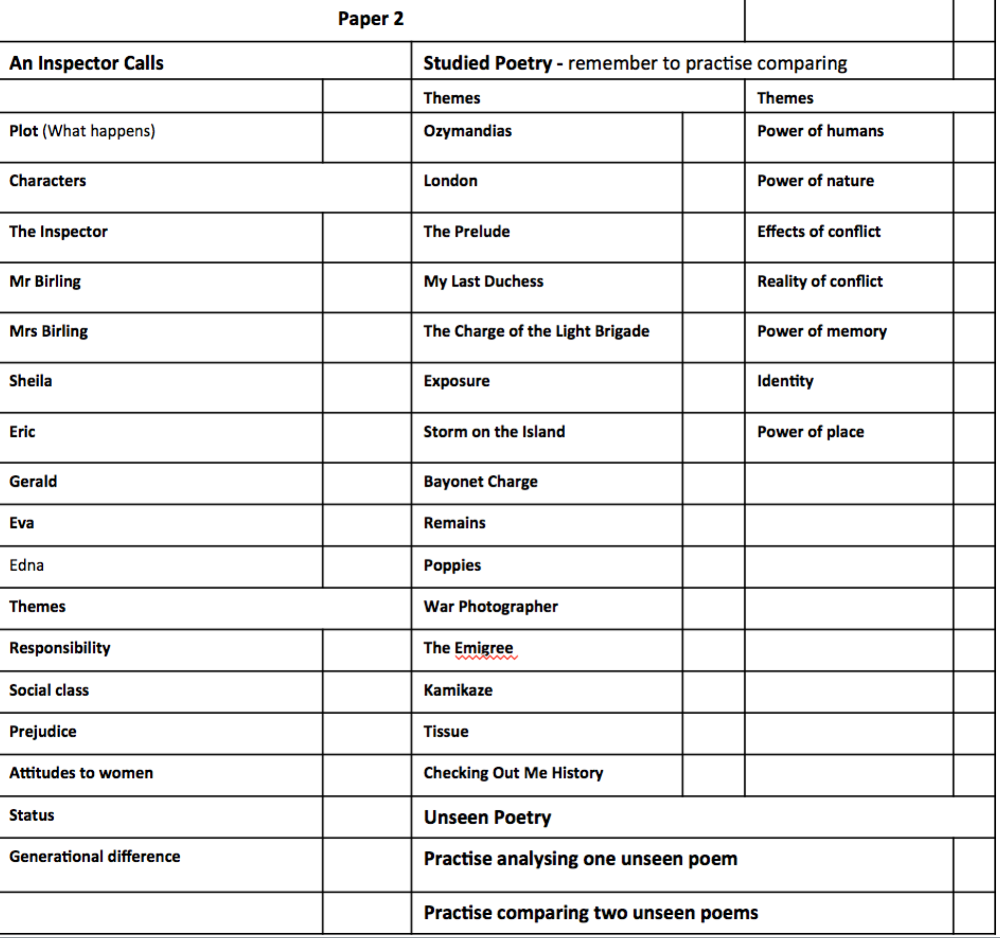 Paper 2
An Inspector Calls
Studied Poetry - remember to practise comparing
Themes
Themes
Plot (What happens)
Ozymandias
Power of humans
Characters
London
Power of nature
The Inspector
The Prelude
Effects of conflict
Mr Birling
My Last Duchess
Reality of conflict
Mrs Birling
The Charge of the Light Brigade
Power of memory
Sheila
Exposure
Identity
Eric
Storm on the Island
Power of place
Gerald
Bayonet Charge
Eva
Remains
Edna
Poppies
Themes
War Photographer
Responsibility
The Emigree
Social class
Kamikaze
Prejudice
Tissue
Attitudes to women
Checking Out Me History
Status
Unseen Poetry
Generational difference
Practise analysing one unseen poem
Practise comparing two unseen poems